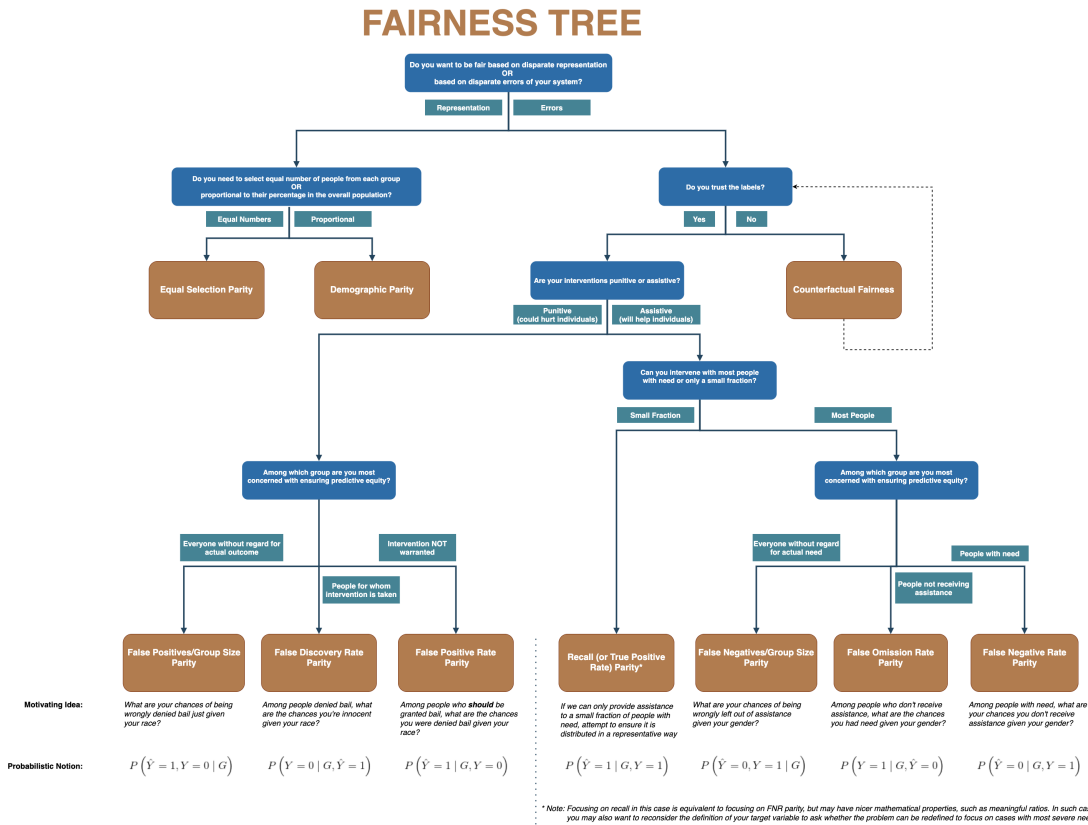 FAIRNESS TREE
Do you want to be fair based on disparate representation
OR
based on disparate errors of your system?
Representation
Errors
Do you need to select equal number of people from each group
OR
proportional to their percentage in the overall population?
Do you trust the labels?
Equal Numbers
Proportional
Yes
No
Equal Selection Parity
Demographic Parity
Are your interventions punitive or assistive?
Counterfactual Fairness
Punitive
(could hurt individuals)
Assistive
(will help individuals)
Can you intervene with most people
with need or only a small fraction?
Small Fraction
Most People
Among which group are you most
concerned with ensuring predictive equity?
Among which group are you most
concerned with ensuring predictive equity?
Everyone without regard for
actual outcome
Intervention NOT
warranted
People for whom
intervention is taken
Everyone without regard
for actual need
People with need
People not receiving
assistance
False Positives/Group Size
Parity
False Discovery Rate
Parity
False Positive Rate
Parity
Recall (or True Positive
Rate) Parity*
False Negatives/Group Size
Parity
False Omission Rate
Parity
False Negative Rate
Parity
Motivating Idea:
What are your chances of being
wrongly denied bail just given
your race?
Among people denied bail, what
are the chances you're innocent
given your race?
Among people who should be
granted bail, what are the chances
you were denied bail given your
race?
If we can only provide assistance
to a small fraction of people with
need, attempt to ensure it is
distributed in a representative way
What are your chances of being
wrongly left out of assistance
given your gender?
Among people who don't receive
assistance, what are the chances
you had need given your gender?
Among people with need, what are
your chances you don't receive
assistance given your gender?
Probabilistic Notion:
P(Ŷ = 1, Y = 0 | G)
P(Y = 0 | G, Ŷ = 1)
P(Ŷ = 1 | G, Y = 0)
P(Ŷ = 1 | G, Y = 1)
P(Ŷ = 0, Y = 1 | G)
P(Y = 1 | G, Ŷ = 0)
P(Ŷ = 0 | G, Y = 1)
* Note: Focusing on recall in this case is equivalent to focusing on FNR parity, but may have nicer mathematical properties, such as meaningful ratios. In such
you may also want to reconsider the definition of your target variable to ask whether the problem can be redefined to focus on cases with most severe